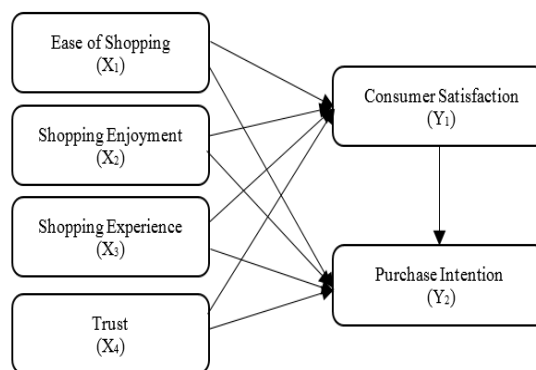 Ease of Shopping
(X₁)
Shopping Enjoyment
(X₂)
Shopping Experience
(X₃)
Trust
(X₄)
Consumer Satisfaction
(Y₁)
Purchase Intention
(Y₂)